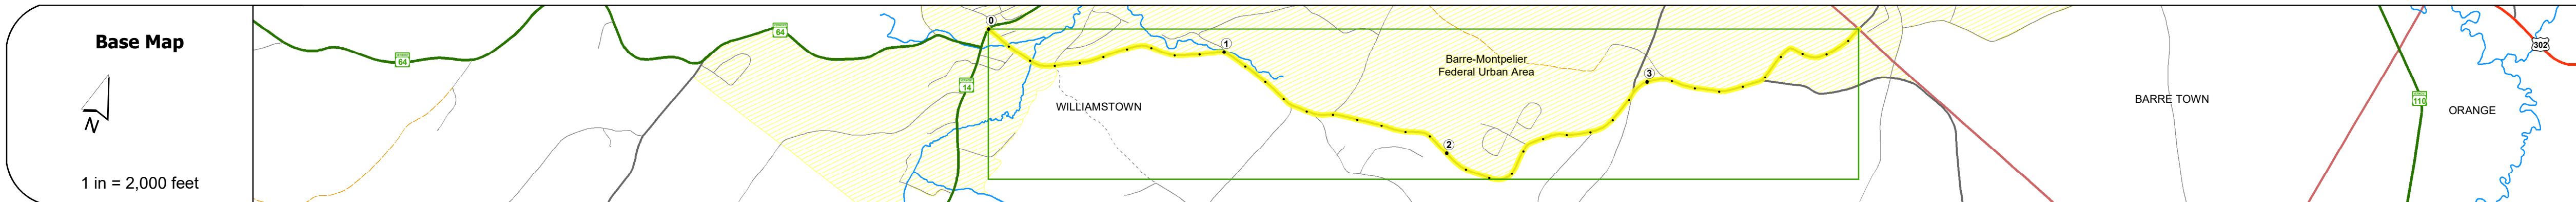 Base Map
N
1 in = 2,000 feet
64
64
0
14
1
WILLIAMSTOWN
2
Barre-Montpelier
Federal Urban Area
3
BARRE TOWN
110
ORANGE
302